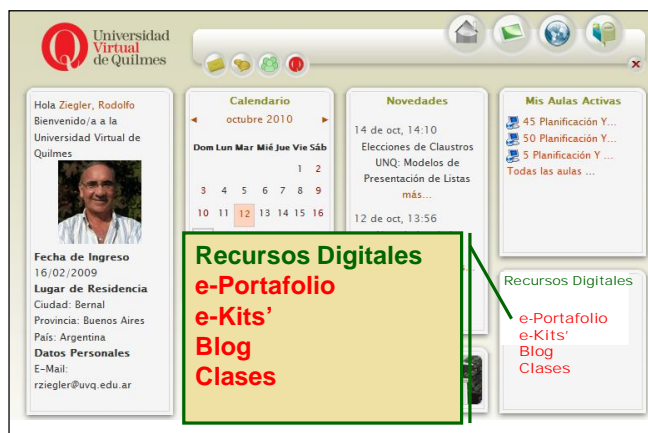 Universidad
Virtual
de Quilmes
Hola Ziegler, Rodolfo
Bienvenido/a a la
Universidad Virtual de
Quilmes
Fecha de Ingreso
16/02/2009
Lugar de Residencia
Ciudad: Bernal
Provincia: Buenos Aires
País: Argentina
Datos Personales
E-Mail:
rziegler@uvq.edu.ar
Calendario
octubre 2010
Dom Lun Mar Mié Jue Vie Sáb
1 2
3 4 5 6 7 8 9
10 11 12 13 14 15 16
Novedades
14 de oct, 14:10
Elecciones de Claustros
UNQ: Modelos de
Presentación de Listas
más...
12 de oct, 13:56
Mis Aulas Activas
45 Planificación Y...
50 Planificación Y...
5 Planificación Y ...
Todas las aulas ...
Recursos Digitales
e-Portafolio
e-Kits’
Blog
Clases
Recursos Digitales
e-Portafolio
e-Kits’
Blog
Clases